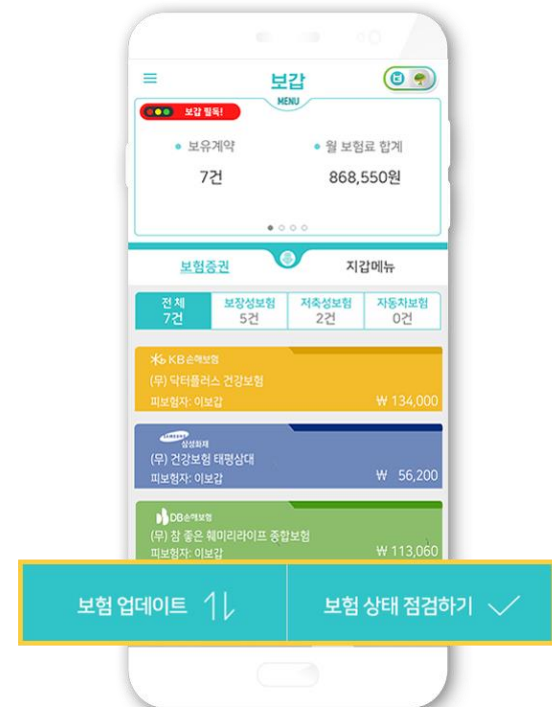 보갑
MENU
보갑 필독!
보유계약
월 보험료 합계
7건
868,550원
보험증권
지갑메뉴
전체
7건
보장성보험
5건
저축성보험
2건
자동차보험
0건
KB손해보험
(무) 닥터플러스 건강보험
피보험자: 이보갑
₩ 134,000
SAMSUNG
삼성화재
(무) 건강보험 태평삼대
피보험자: 이보갑
₩ 56,200
DB손해보험
(무) 참 좋은 훼미리라이프 종합보험
피보험자: 이보갑
₩ 113,060
보험 업데이트
보험 상태 점검하기